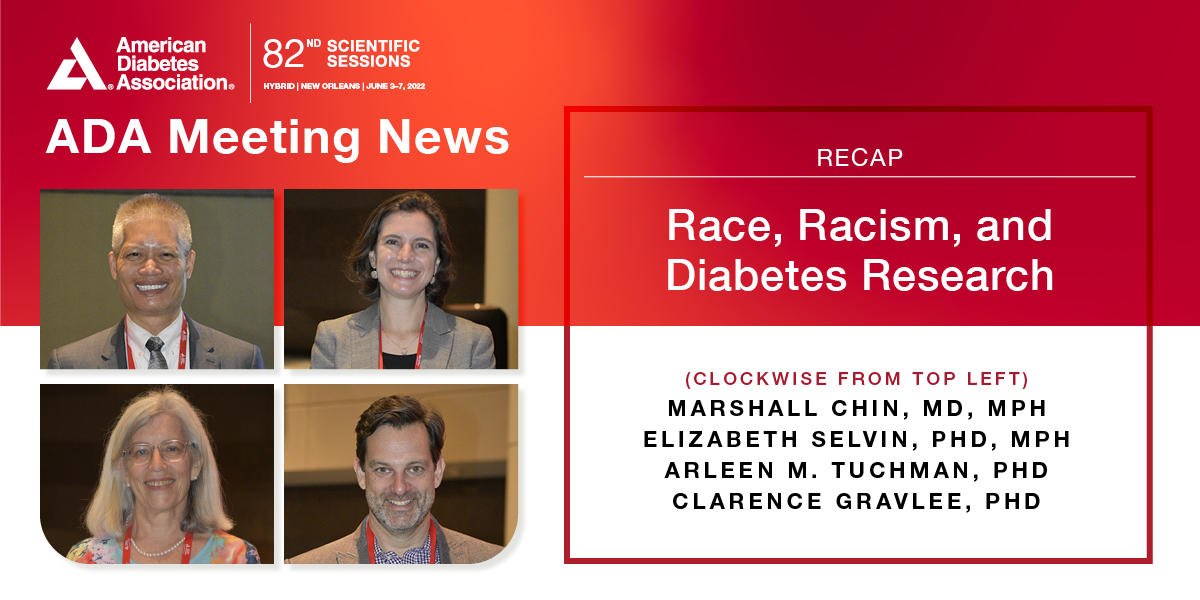 American
Diabetes
Association®
82ND SCIENTIFIC
SESSIONS
HYBRID | NEW ORLEANS | JUNE 3–7, 2022
ADA Meeting News
RECAP
Race, Racism, and
Diabetes Research
(CLOCKWISE FROM TOP LEFT)
MARSHALL CHIN, MD, MPH
ELIZABETH SELVIN, PHD, MPH
ARLEEN M. TUCHMAN, PHD
CLARENCE GRAVLEE, PHD